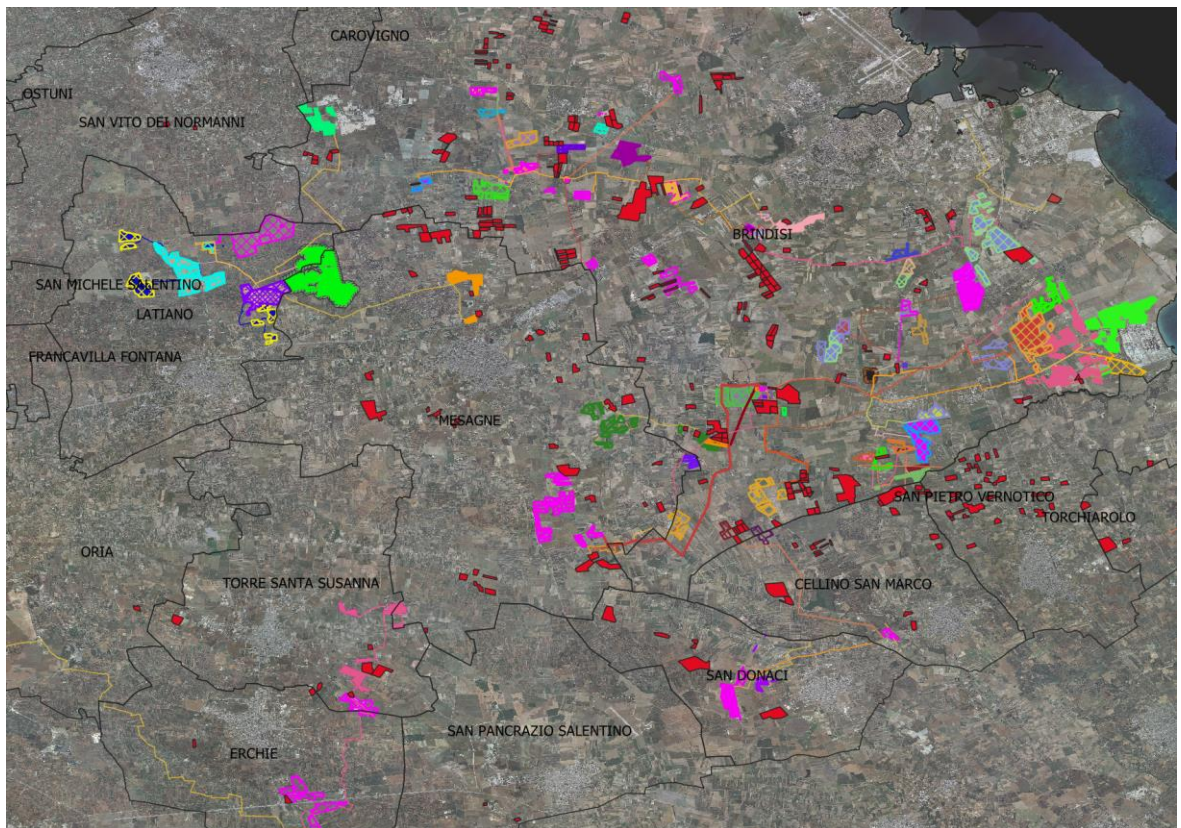 CAROVIGNO
OSTUNI
SAN VITO DEI NORMANNI
BRINDISI
SAN MICHELE SALENTINO
LATIANO
FRANCAVILLA FONTANA
MESAGNE
SAN PIETRO VERNOTICO
TORCHIAROLO
ORIA
TORRE SANTA SUSANNA
CELLINO SAN MARCO
SAN DONACI
SAN PANCRAZIO SALENTINO
ERCHIE